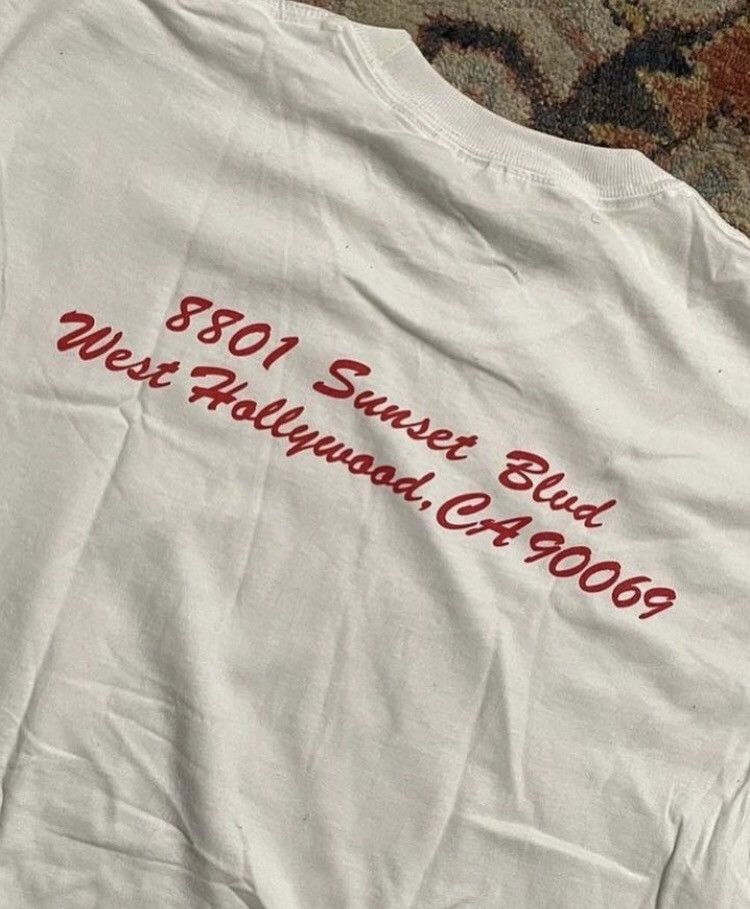 8801 Sunset Blvd
West Hollywood, CA 90069